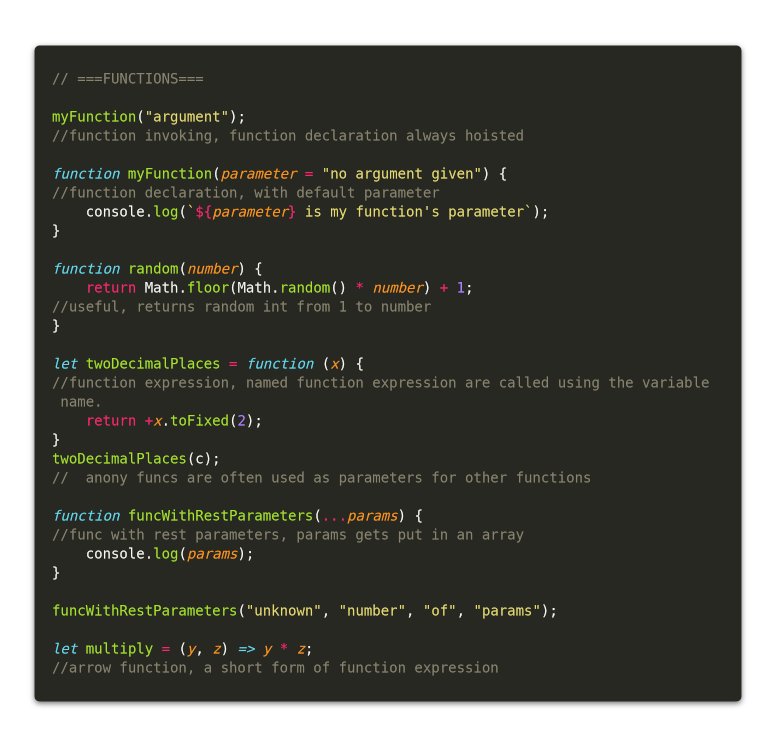 // ===FUNCTIONS===
myFunction("argument");
//function invoking, function declaration always hoisted
function myFunction(parameter = "no argument given") {
//function declaration, with default parameter
    console.log(`${parameter} is my function's parameter`);
}
function random(number) {
    return Math.floor(Math.random() * number) + 1;
//useful, returns random int from 1 to number
}
let twoDecimalPlaces = function (x) {
//function expression, named function expression are called using the variable
 name.
    return +x.toFixed(2);
}
twoDecimalPlaces(c);
//  anony funcs are often used as parameters for other functions
function funcWithRestParameters(...params) {
//func with rest parameters, params gets put in an array
    console.log(params);
}
funcWithRestParameters("unknown", "number", "of", "params");
let multiply = (y, z) => y * z;
//arrow function, a short form of function expression